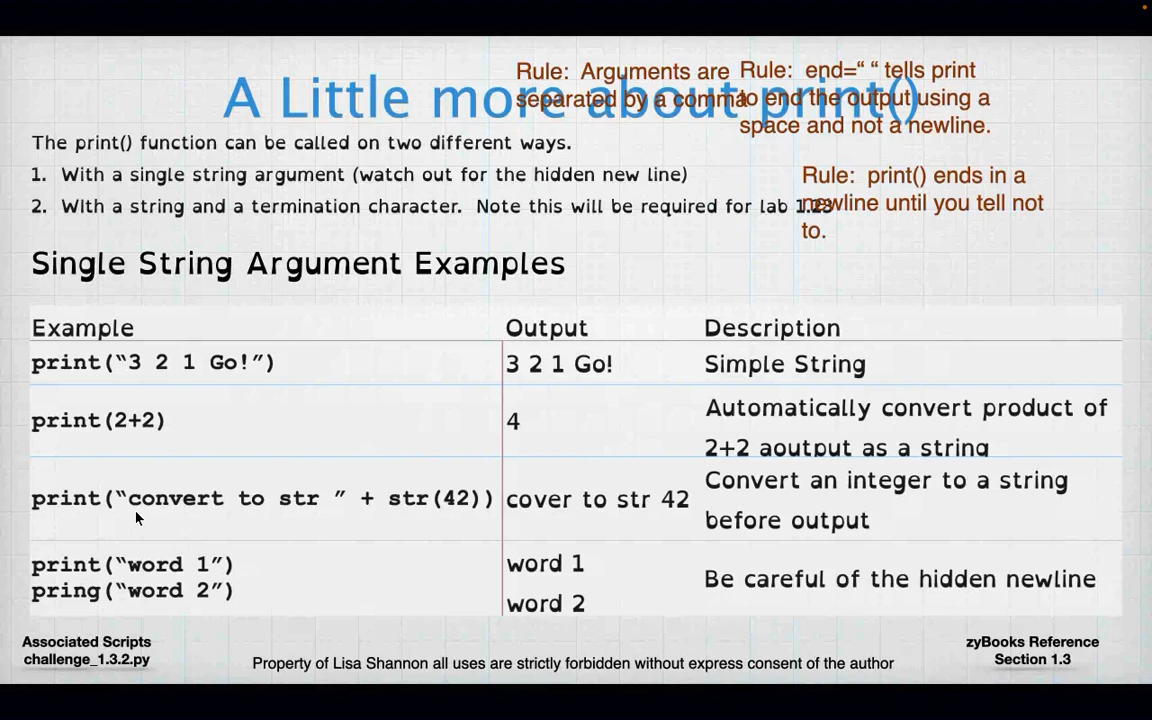 A Little more about print()
Rule: Arguments are
separated by a comma
Rule: end=“ “ tells print
to end the output using a
space and not a newline.
The print() function can be called on two different ways.
1. With a single string argument (watch out for the hidden new line)
2. With a string and a termination character. Note this will be required for lab 1.23
Rule: print() ends in a
newline until you tell not
to.
Single String Argument Examples
Example Output Description
print(“3 2 1 Go!”) 3 2 1 Go! Simple String
print(2+2) 4 Automatically convert product of
2+2 aoutput as a string
print(“convert to str ” + str(42)) cover to str 42 Convert an integer to a string
before output
print(“word 1”) word 1
pring(“word 2”) word 2
Be careful of the hidden newline
Associated Scripts
challenge_1.3.2.py
Property of Lisa Shannon all uses are strictly forbidden without express consent of the author
zyBooks Reference
Section 1.3